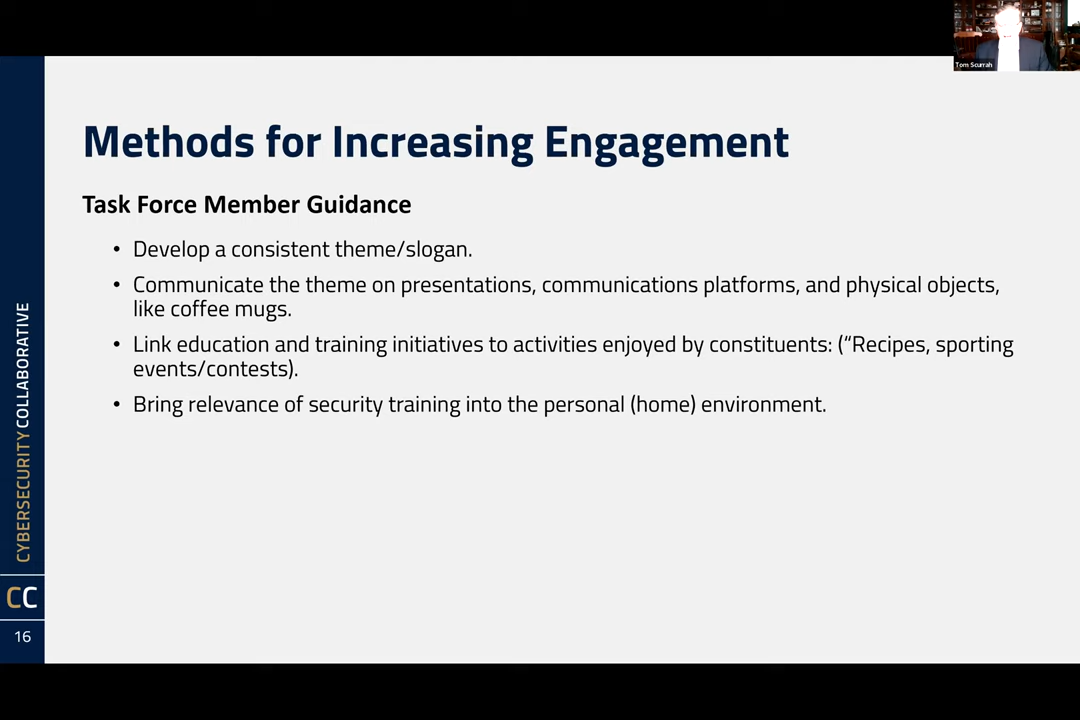 Tom Scurrah
Methods for Increasing Engagement
Task Force Member Guidance
• Develop a consistent theme/slogan.
• Communicate the theme on presentations, communications platforms, and physical objects,
like coffee mugs.
• Link education and training initiatives to activities enjoyed by constituents: (“Recipes, sporting
events/contests).
• Bring relevance of security training into the personal (home) environment.
CYBERSECURITY COLLABORATIVE
CC
16